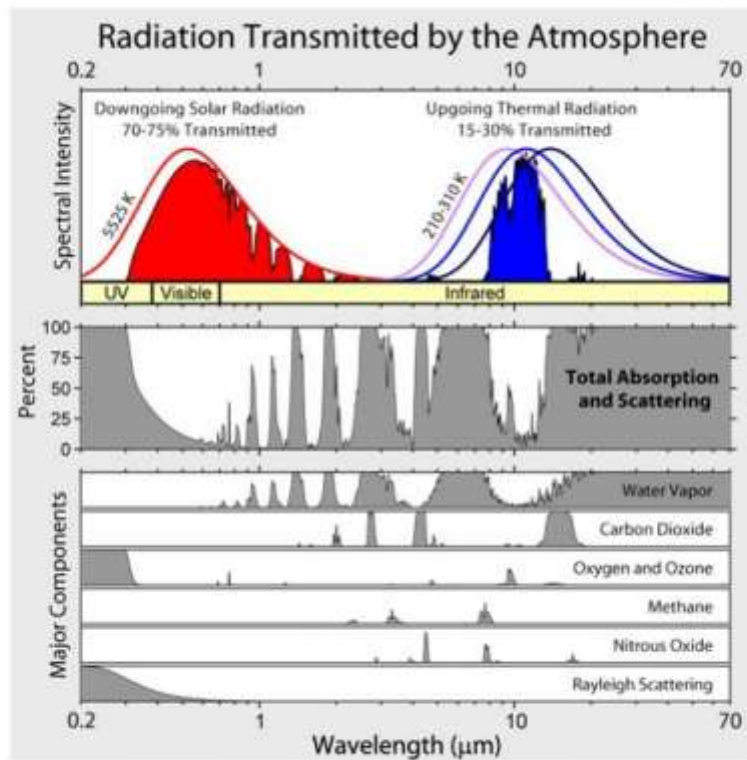 Radiation Transmitted by the Atmosphere
0.2 1 10 70
Downgoing Solar Radiation
70-75% Transmitted
Upgoing Thermal Radiation
15-30% Transmitted
Spectral Intensity
5525 K
210-310 K
UV Visible Infrared
Percent
100
75
50
25
0
Total Absorption
and Scattering
Major Components
Water Vapor
Carbon Dioxide
Oxygen and Ozone
Methane
Nitrous Oxide
Rayleigh Scattering
0.2 1 10 70
Wavelength (μm)